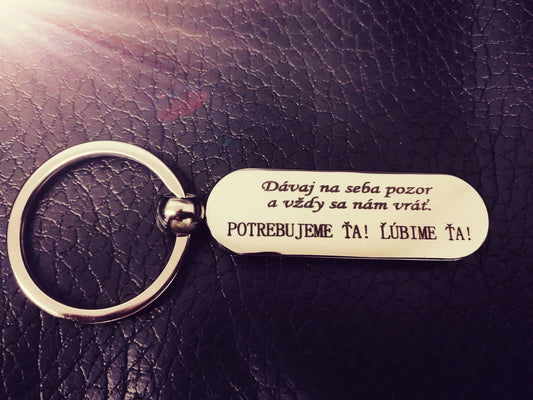 Dávaj na seba pozor
a vždy sa nám vráť.
POTREBUJEME ŤA! ĽÚBIME ŤA!